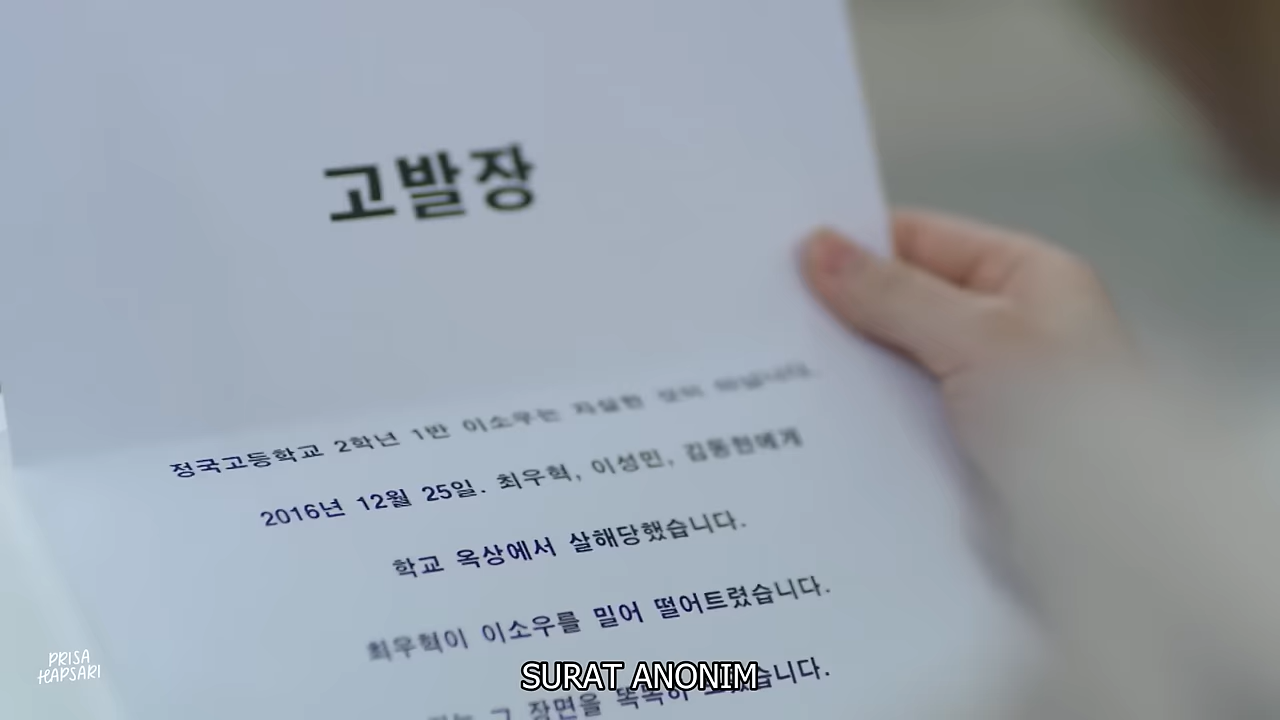 고발장
정국고등학교 2학년 1반 이소우는 자살한 것이 아닙니다.
2016년 12월 25일. 최우혁, 이성민, 김동현에게
학교 옥상에서 살해당했습니다.
최우혁이 이소우를 밀어 떨어트렸습니다.
그 장면을 똑똑히
SURAT ANONIM
PRISA
HAPSARI